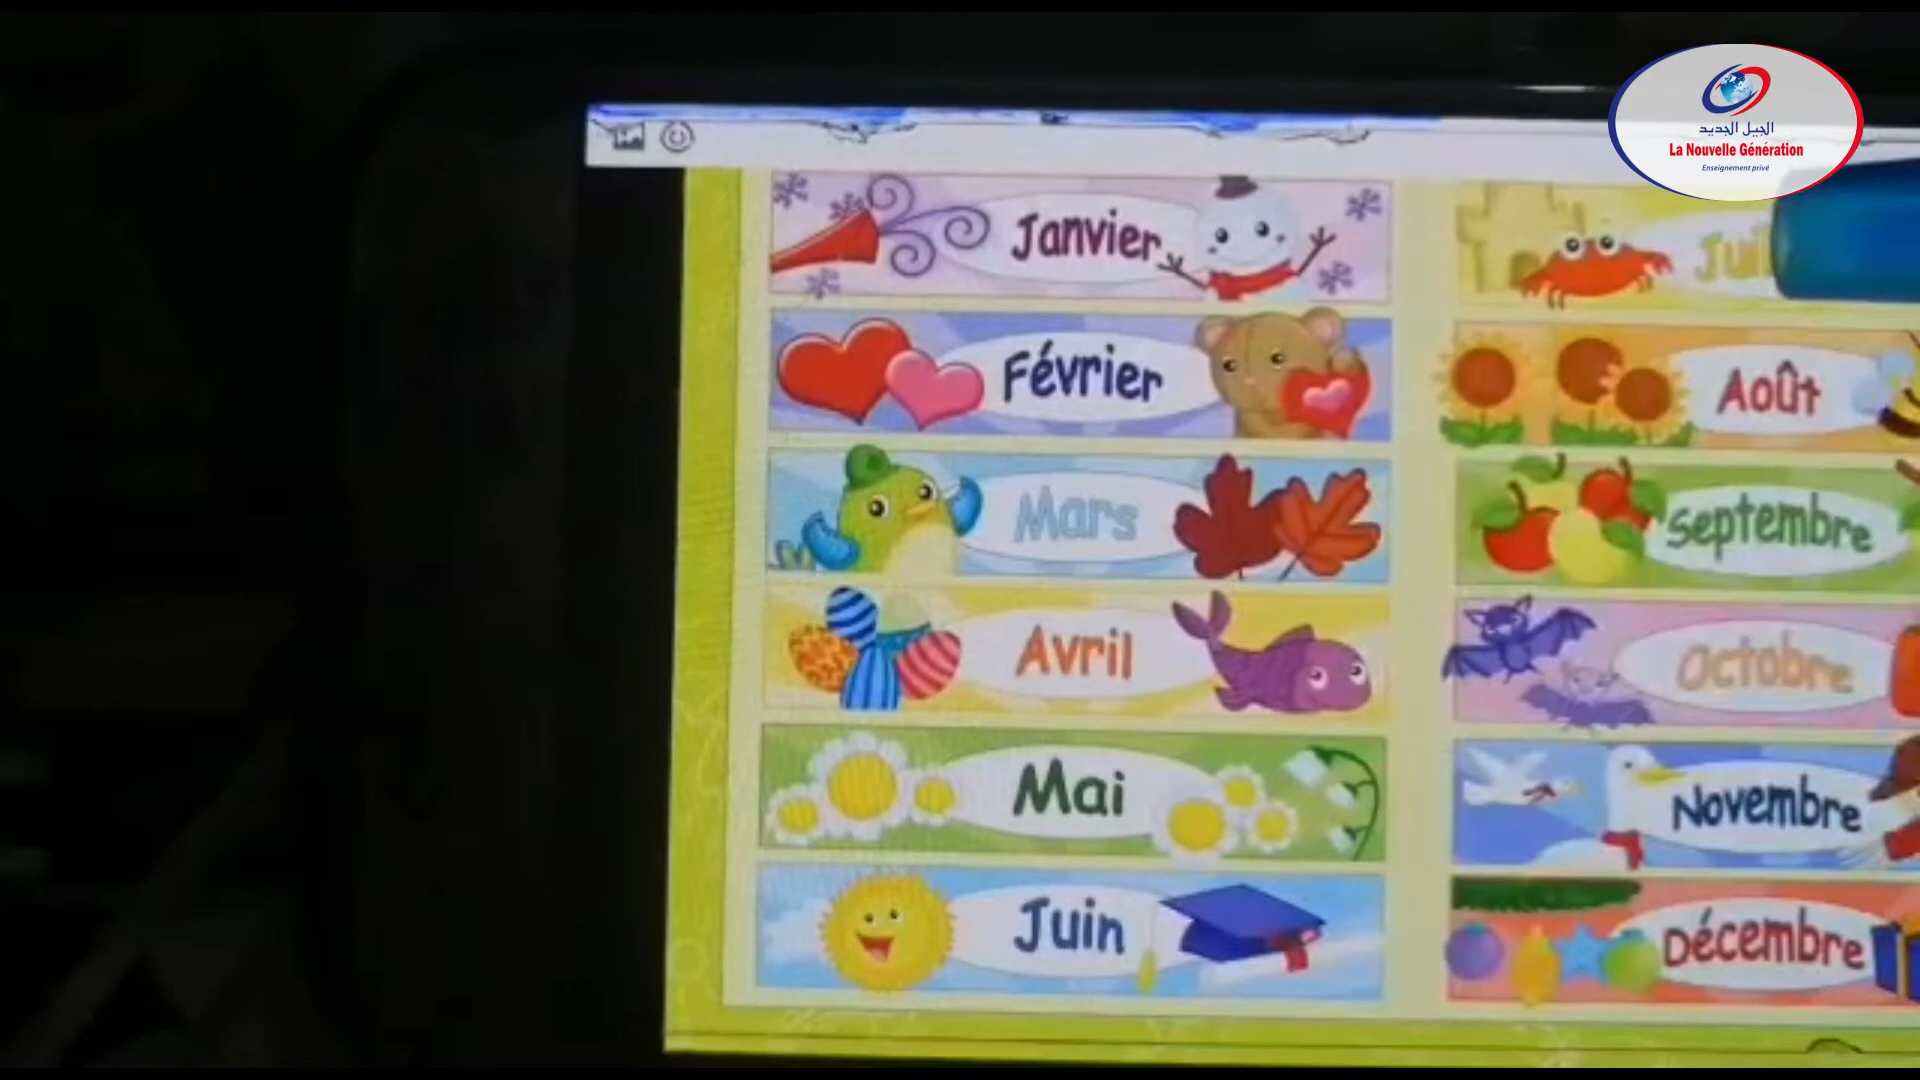 الجيل الجديد
La Nouvelle Génération
Enseignement privé
Janvier
Février
Mars
Avril
Mai
Juin
Août
Septembre
Octobre
Novembre
Décembre